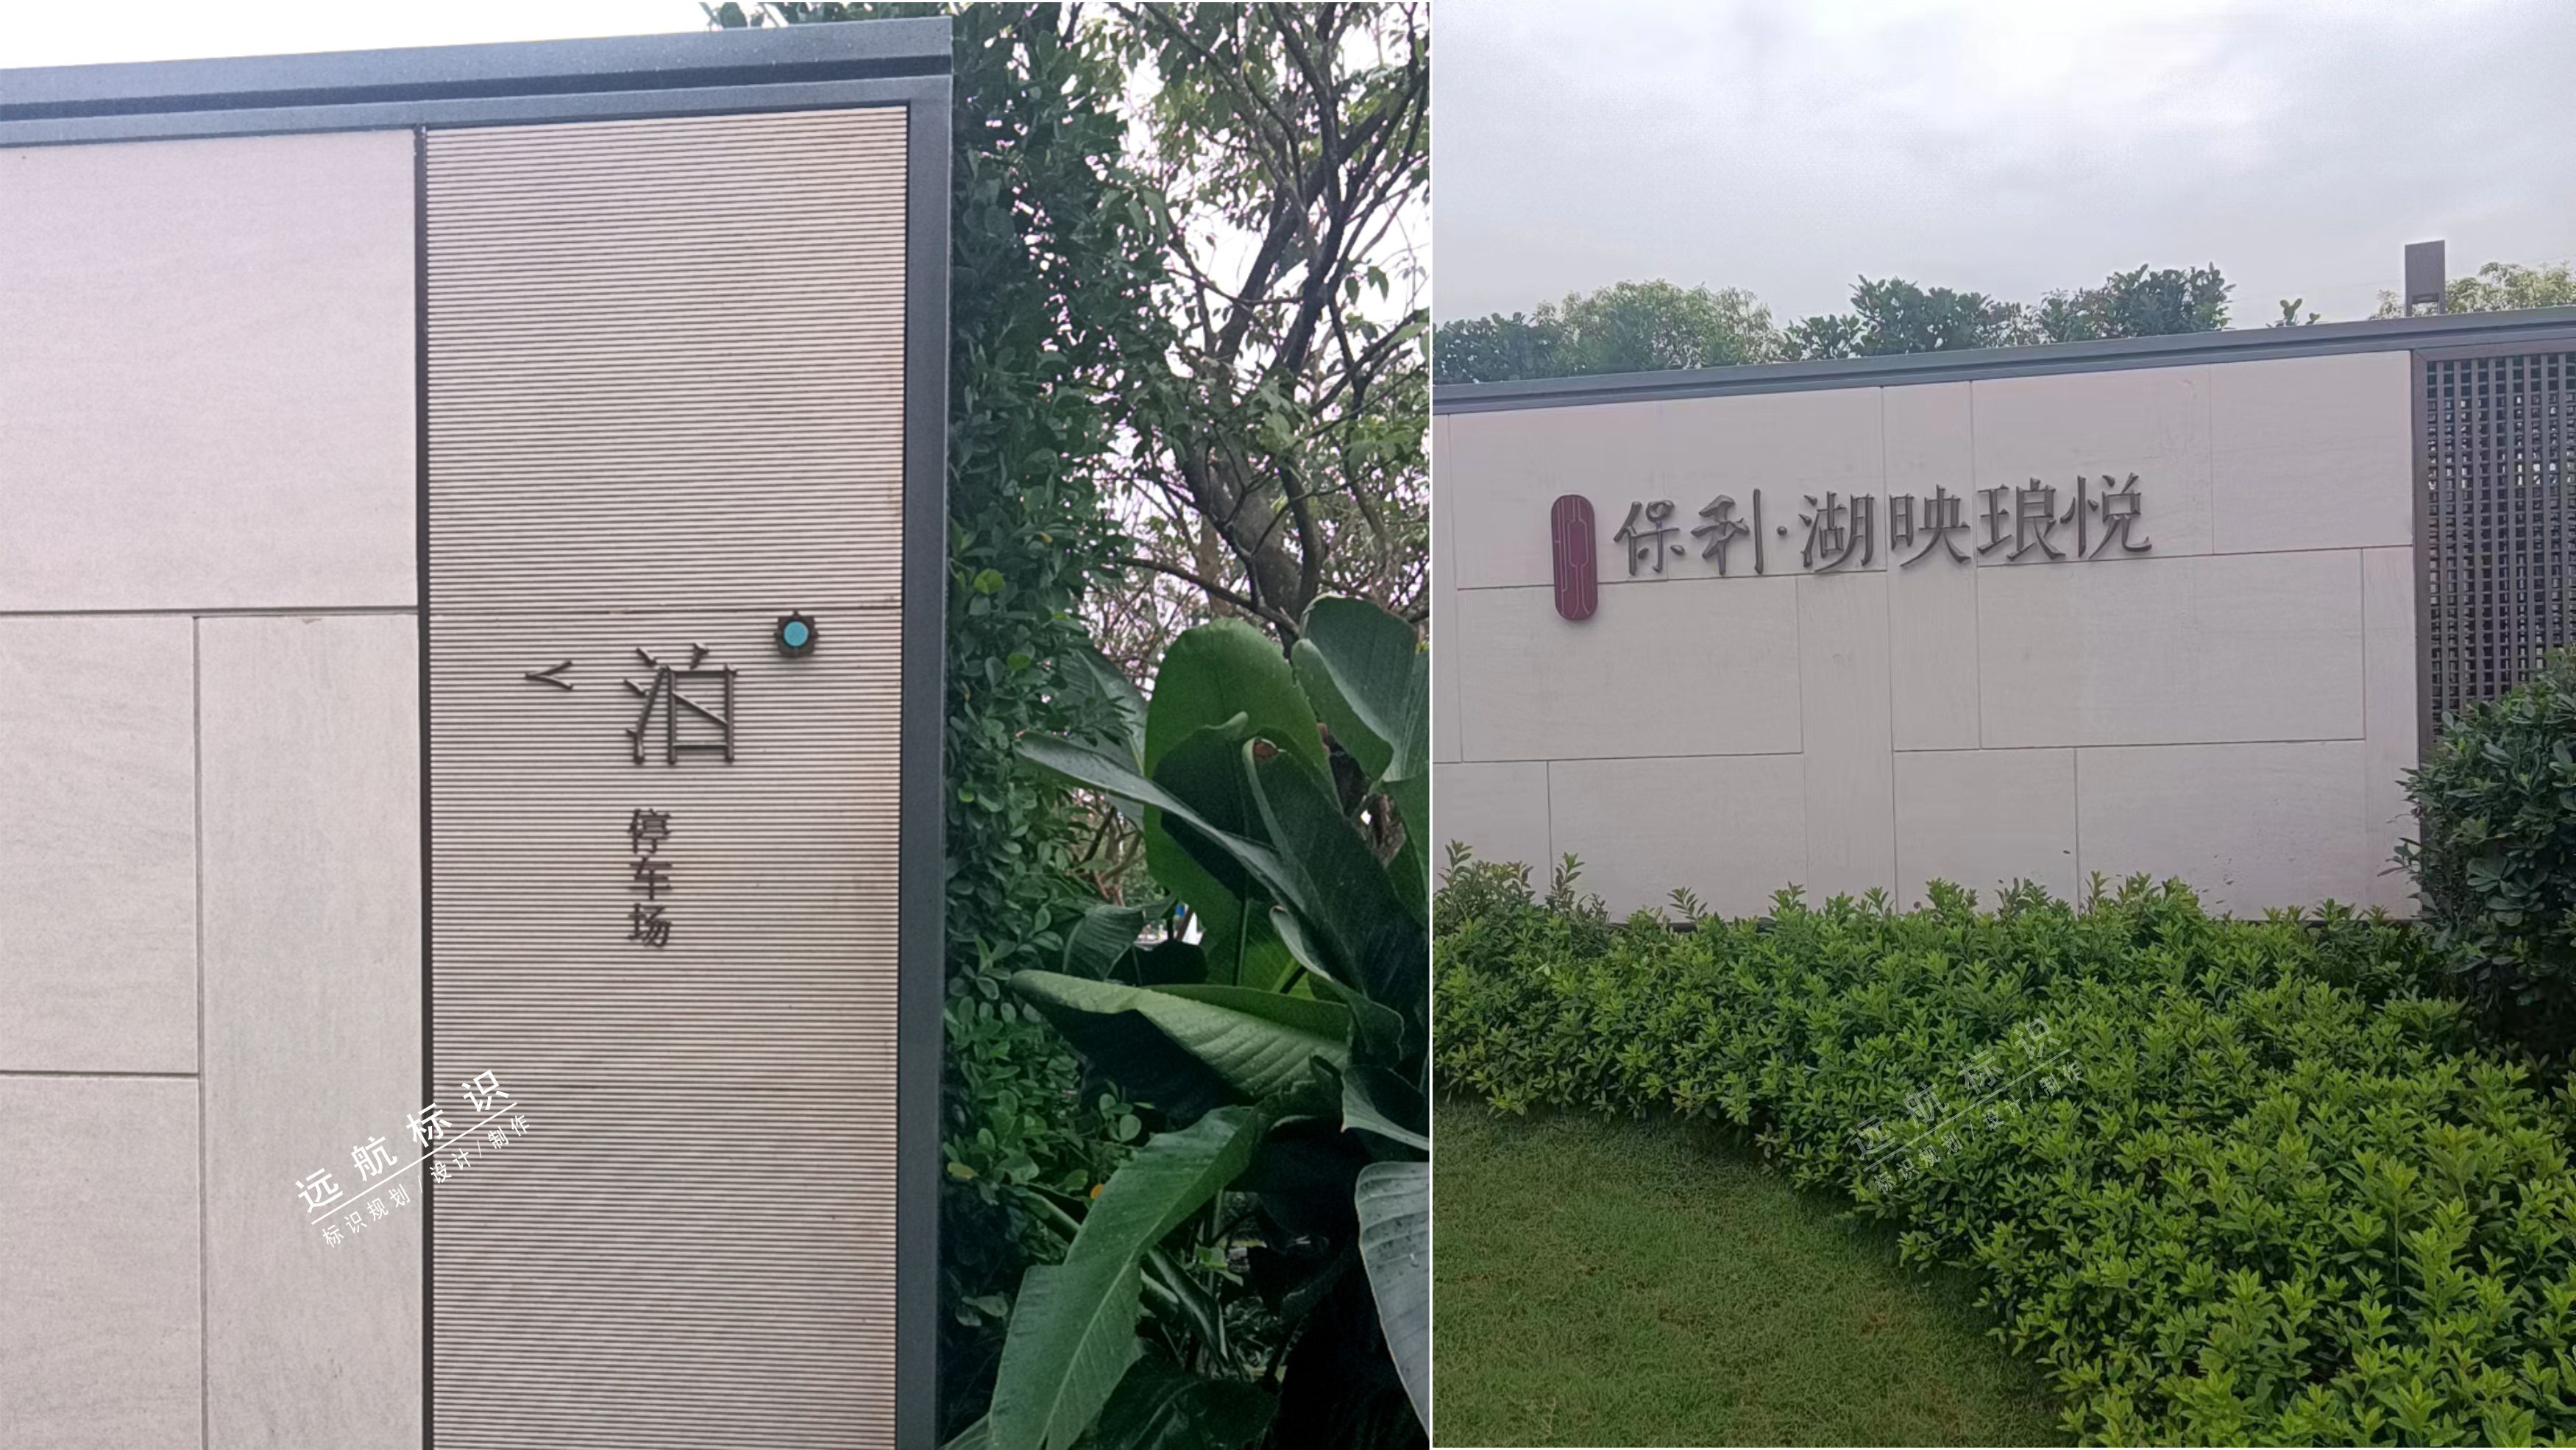 <
泊
停车场
远航标识
标识规划/设计/制作
保利·湖映琅悦
远航标识
标识规划/设计/制作